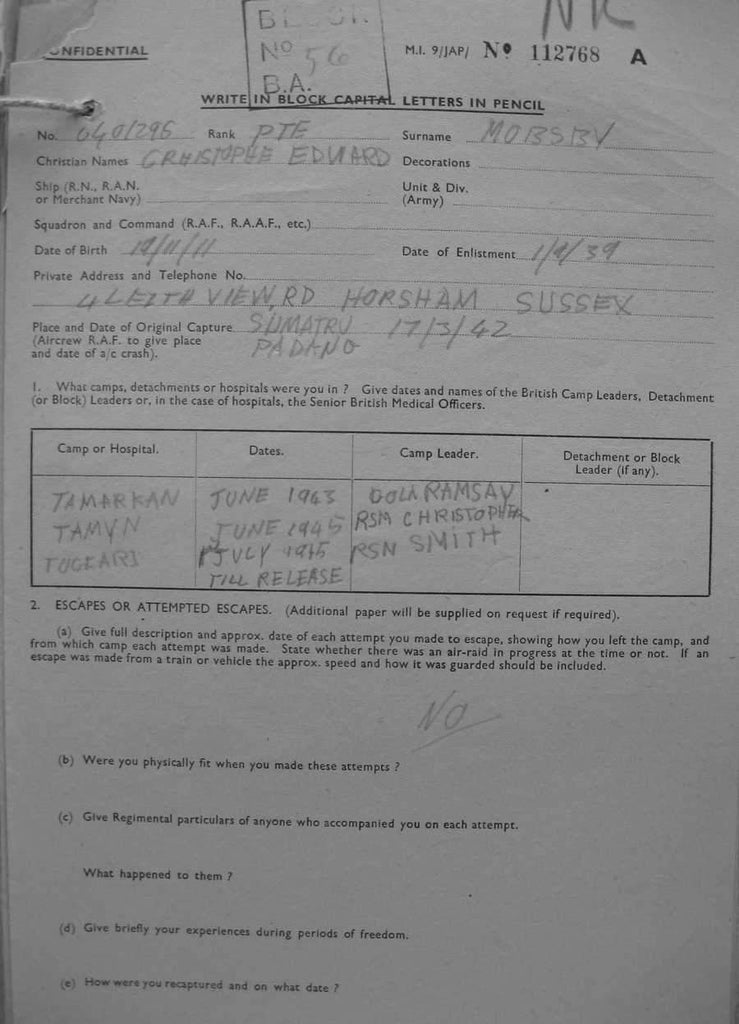 NK
BLOCK
No 56
B.A.
CONFIDENTIAL M.I. 9/JAP/ No 112768 A
WRITE IN BLOCK CAPITAL LETTERS IN PENCIL
No. 640/295 Rank PTE Surname MOBSBY
Christian Names CRHISTOPHE EDWARD Decorations
Ship (R.N., R.A.N. or Merchant Navy) Unit & Div. (Army)
Squadron and Command (R.A.F., R.A.A.F., etc.)
Date of Birth 19/11/11 Date of Enlistment 1/9/39
Private Address and Telephone No.
4 LEITH VIEW, RD HORSHAM SUSSEX
Place and Date of Original Capture SUMATRU 17/3/42
(Aircrew R.A.F. to give place PADANG
and date of a/c crash).
1. What camps, detachments or hospitals were you in ? Give dates and names of the British Camp Leaders, Detachment
(or Block) Leaders or, in the case of hospitals, the Senior British Medical Officers.
Camp or Hospital. Dates. Camp Leader. Detachment or Block Leader (if any).
TAMARKAN JUNE 1943 COLL RAMSAY
TAMYN JUNE 1945 RSM CHRISTOPHER
JULY 1945 RSN SMITH
TILL RELEASE
2. ESCAPES OR ATTEMPTED ESCAPES. (Additional paper will be supplied on request if required).
(a) Give full description and approx. date of each attempt you made to escape, showing how you left the camp, and
from which camp each attempt was made. State whether there was an air-raid in progress at the time or not. If an
escape was made from a train or vehicle the approx. speed and how it was guarded should be included.
NO
(b) Were you physically fit when you made these attempts ?
(c) Give Regimental particulars of anyone who accompanied you on each attempt.
What happened to them ?
(d) Give briefly your experiences during periods of freedom.
(e) How were you recaptured and on what date ?